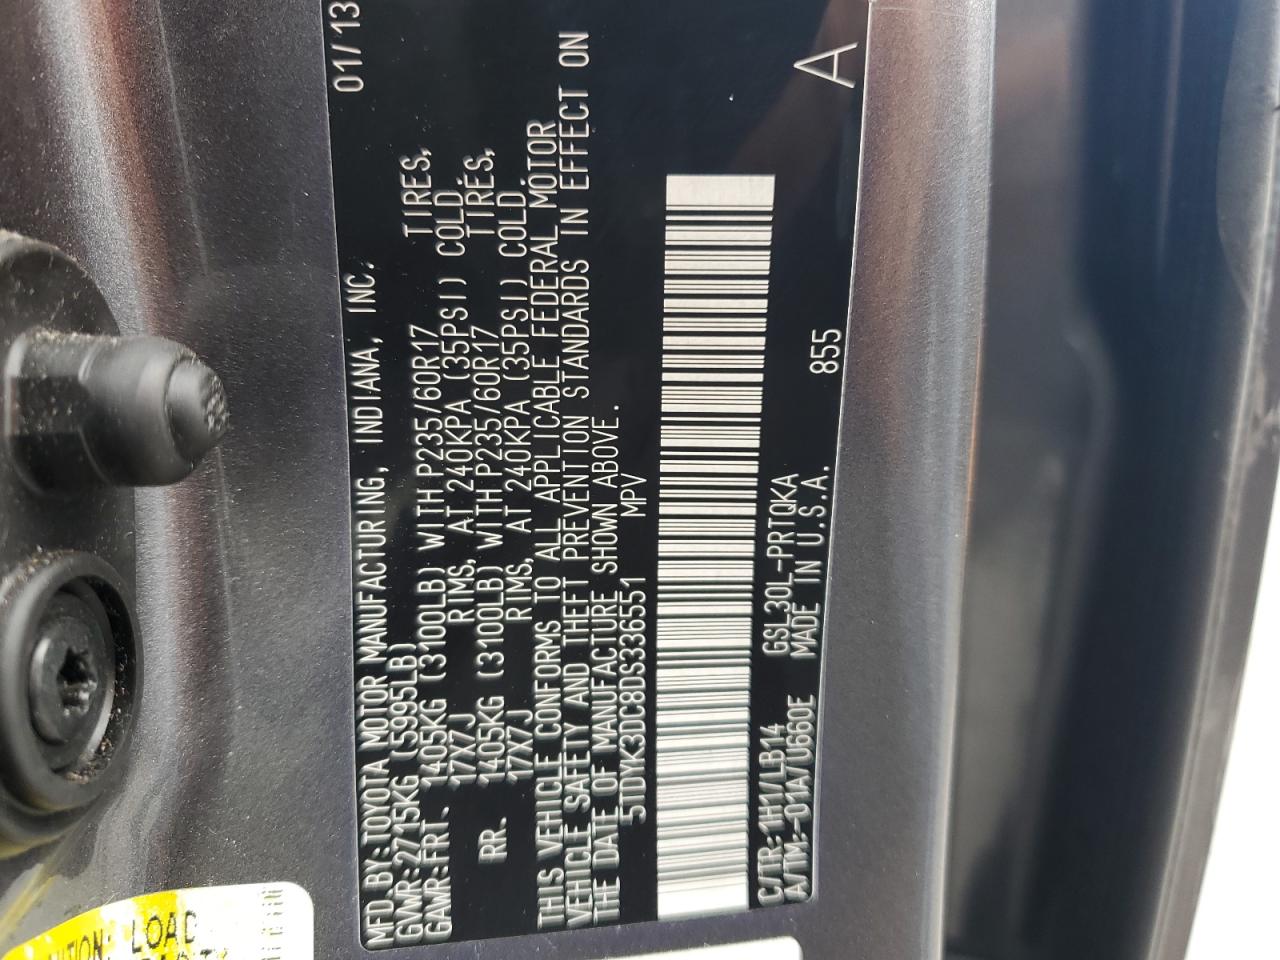 MFD.BY:TOYOTA MOTOR MANUFACTURING, INDIANA, INC. 01/13
GVWR:2715KG (5995LB)
GAWR:FRT. 1405KG (3100LB) WITH P235/60R17 TIRES,
17X7J RIMS, AT 240KPA (35PSI) COLD.
RR. 1405KG (3100LB) WITH P235/60R17 TIRES,
17X7J RIMS, AT 240KPA (35PSI) COLD.
THIS VEHICLE CONFORMS TO ALL APPLICABLE FEDERAL MOTOR
VEHICLE SAFETY AND THEFT PREVENTION STANDARDS IN EFFECT ON
THE DATE OF MANUFACTURE SHOWN ABOVE.
5TDYK3DC8DS336551 MPV
C/TR:1H1/LB14 GSL30L-PRTQKA
A/TM:-01A/U660E MADE IN U.S.A. 855
A
LOAD